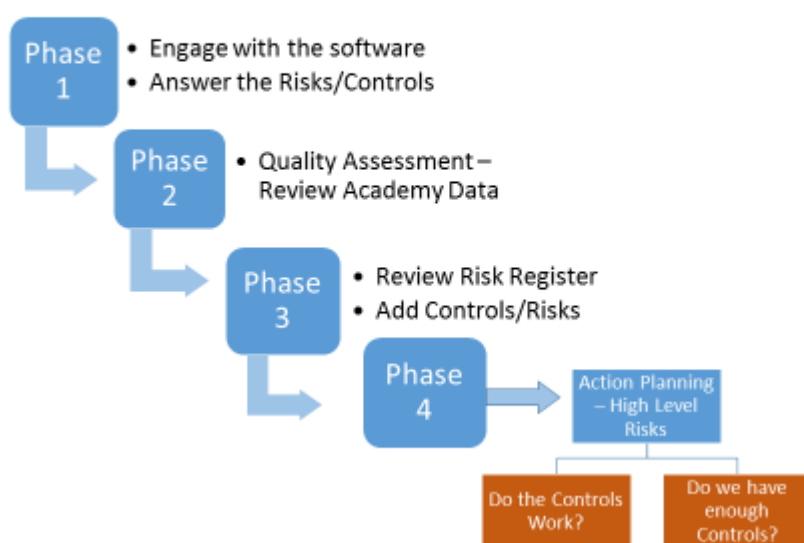 Phase
1
• Engage with the software
• Answer the Risks/Controls
Phase
2
• Quality Assessment –
Review Academy Data
Phase
3
• Review Risk Register
• Add Controls/Risks
Phase
4
Action Planning
– High Level
Risks
Do the Controls
Work?
Do we have
enough
Controls?